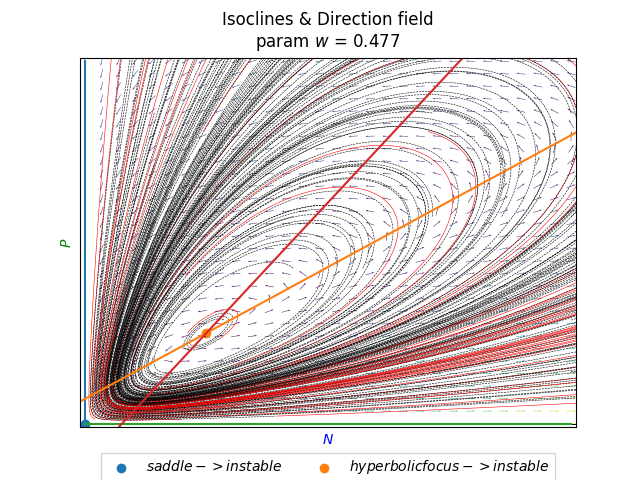 Isoclines & Direction field
param w = 0.477
P
N
saddle−>instable
hyperbolicfocus−>instable